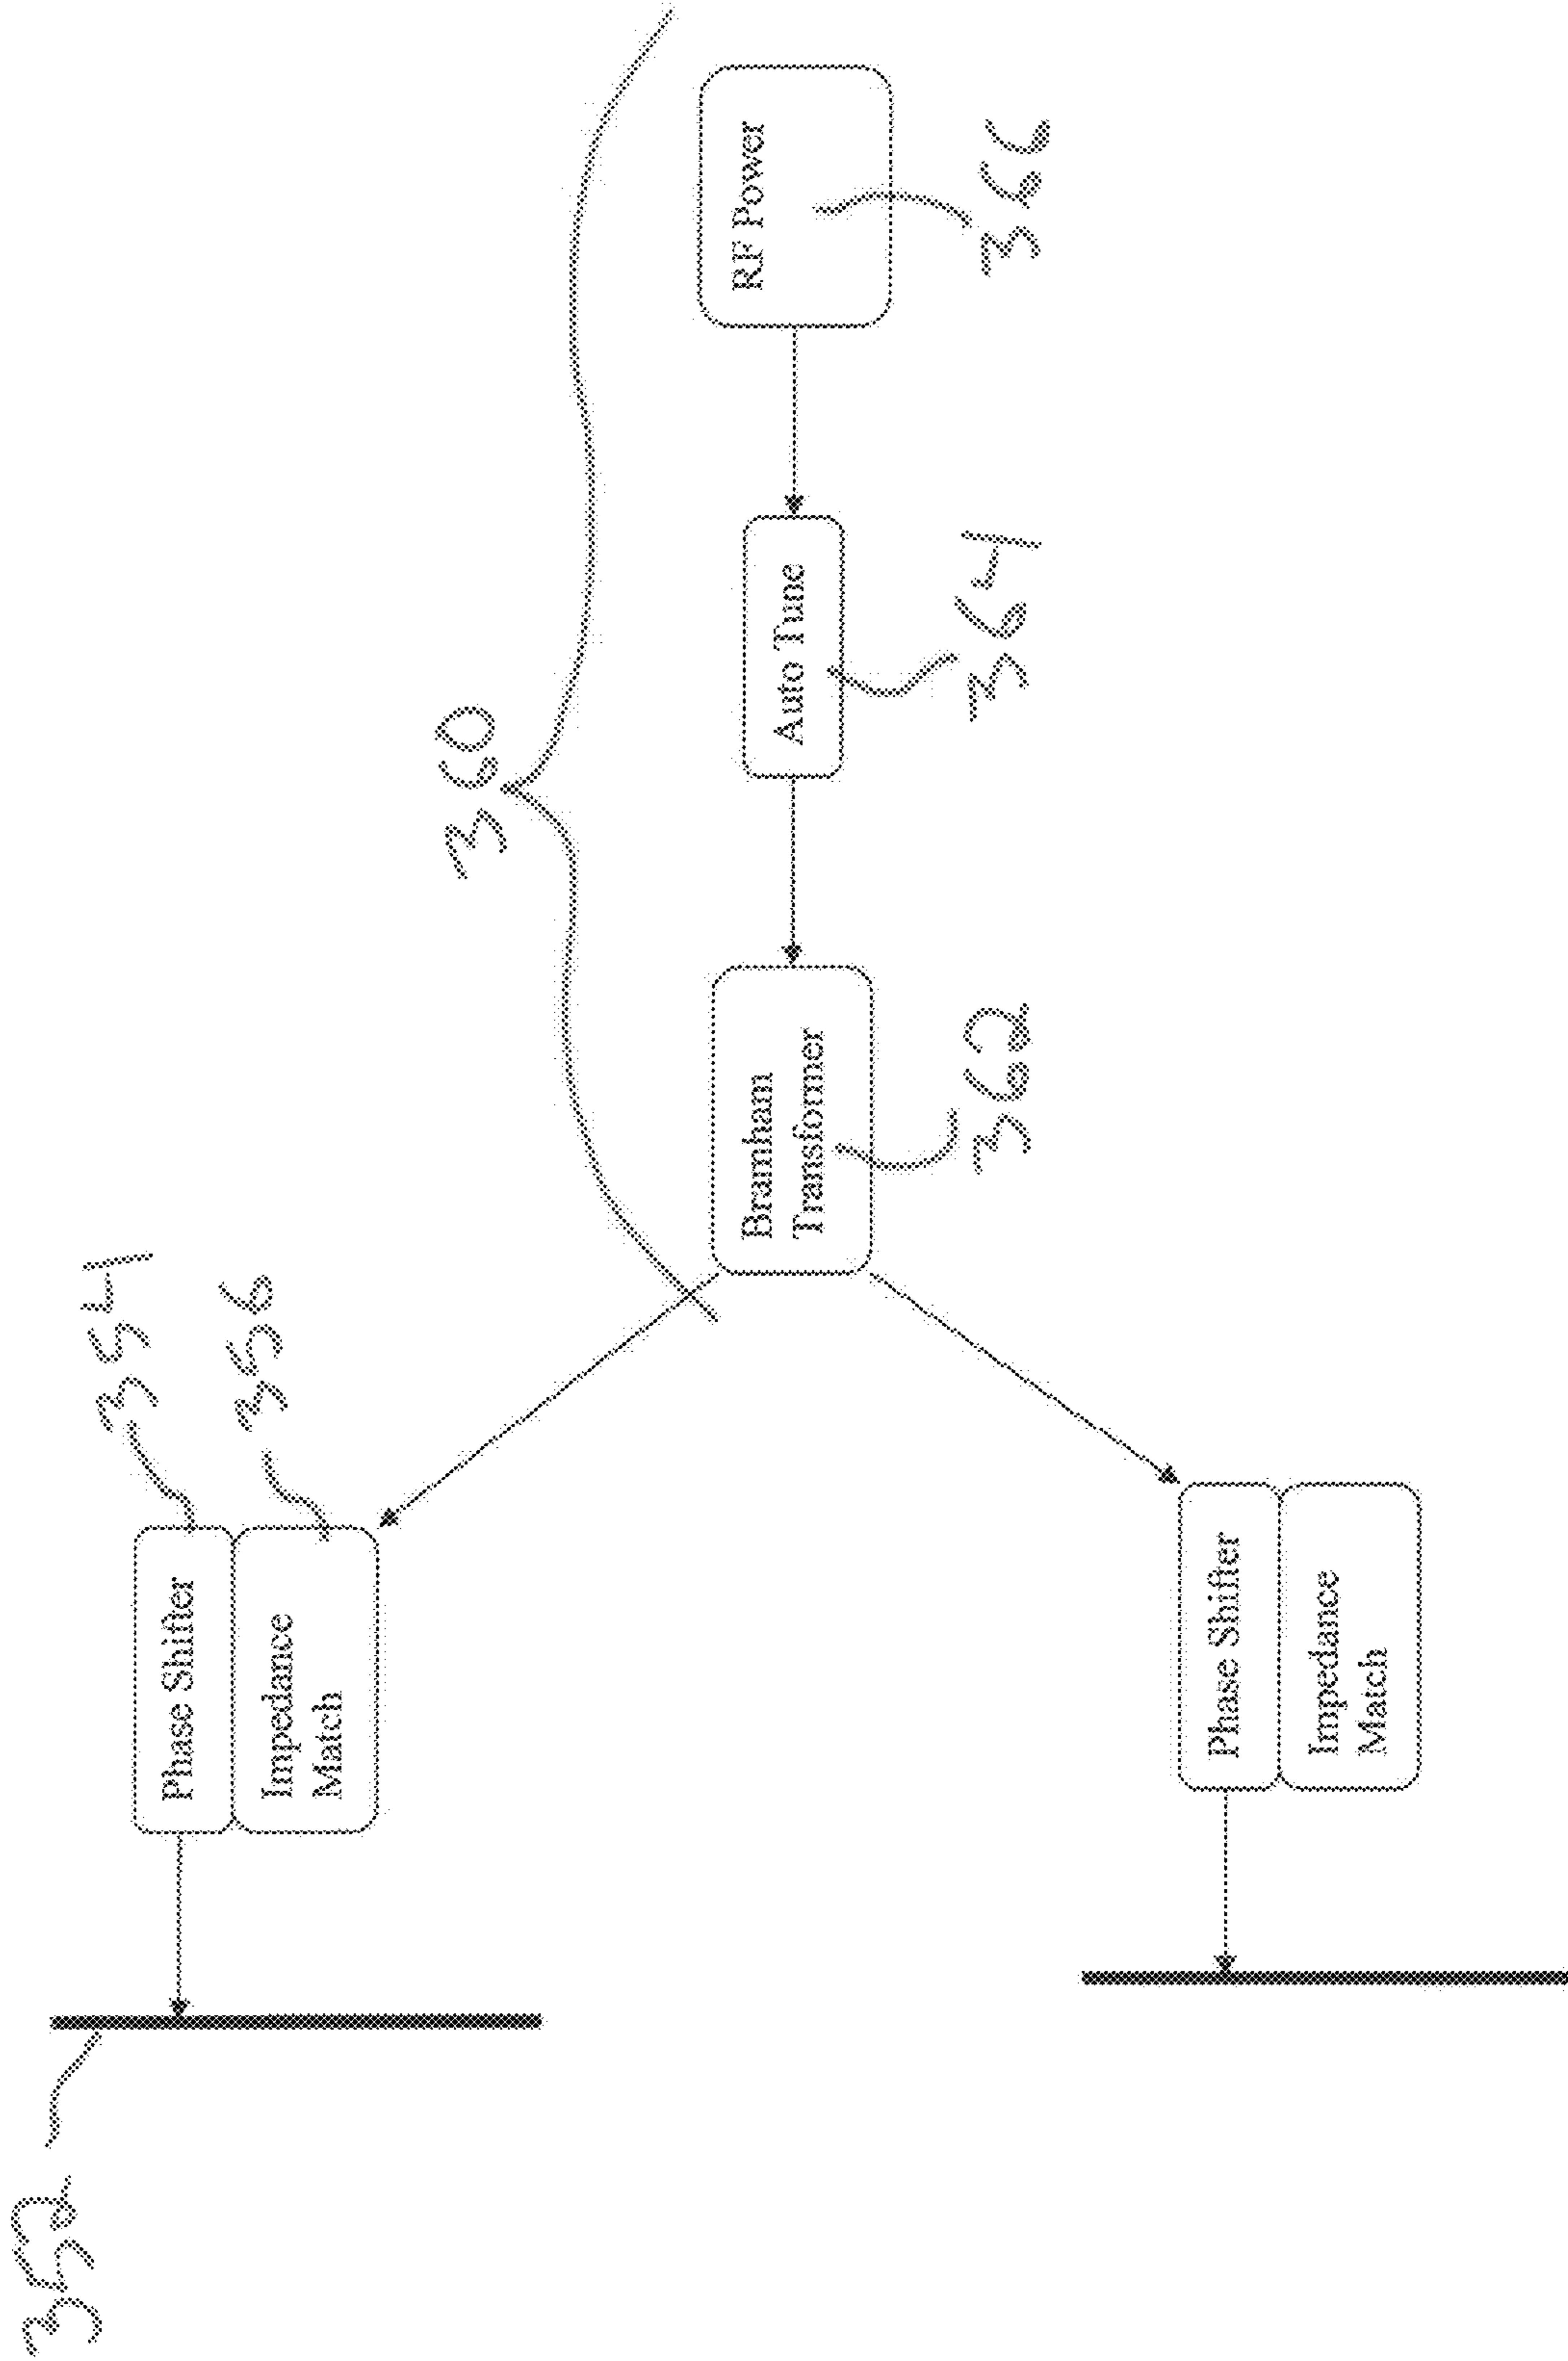 352
Phase Shifter
354
Impedance
Match
356
360
Bramham
Transformer
362
Auto Tune
364
RF Power
366
Phase Shifter
Impedance
Match